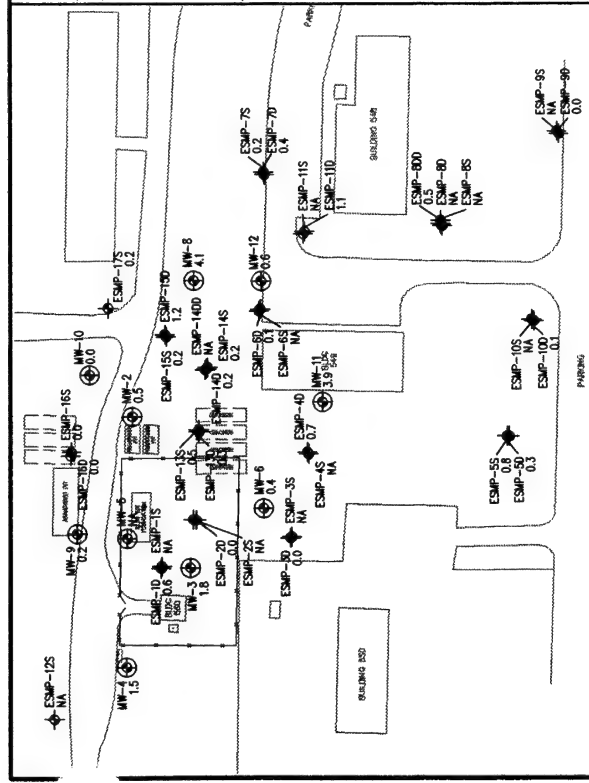 ESMP-12S
NA
MW-4
1.5
MW-9
0.2
ESMP-16D
0.0
ESMP-16S
0.0
MW-10
0.0
ESMP-17S
0.2
MW-2
0.5
ESMP-15S
0.2
ESMP-15D
1.2
ESMP-14DD
NA
ESMP-14S
0.2
ESMP-14D
0.2
MW-8
4.1
ESMP-7S
0.2
ESMP-7D
0.4
MW-12
0.6
ESMP-6D
0.1
ESMP-6S
NA
ESMP-11S
NA
ESMP-11D
1.1
BUILDING
ESMP-8DD
0.5
ESMP-8D
NA
ESMP-8S
NA
ESMP-9S
NA
ESMP-9D
0.0
ESMP-1S
NA
ESMP-1D
0.6
BLDG
MW-3
1.8
ESMP-2D
0.0
ESMP-2S
NA
ESMP-13S
0.5
MW-6
0.4
ESMP-3S
NA
ESMP-3D
0.0
ESMP-4D
0.7
ESMP-4S
NA
MW-11
3.9
BLDG
ESMP-5S
0.8
ESMP-5D
0.3
ESMP-10S
NA
ESMP-10D
0.1
BUILDING 550
PARKING